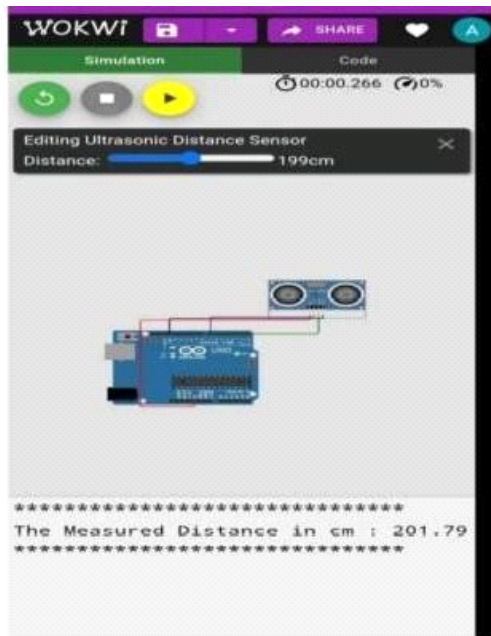 WOKWI
SHARE
A
Simulation Code
00:00.266 0%
Editing Ultrasonic Distance Sensor
Distance: 199cm
UNO
*********************************
The Measured Distance in cm : 201.79
*********************************